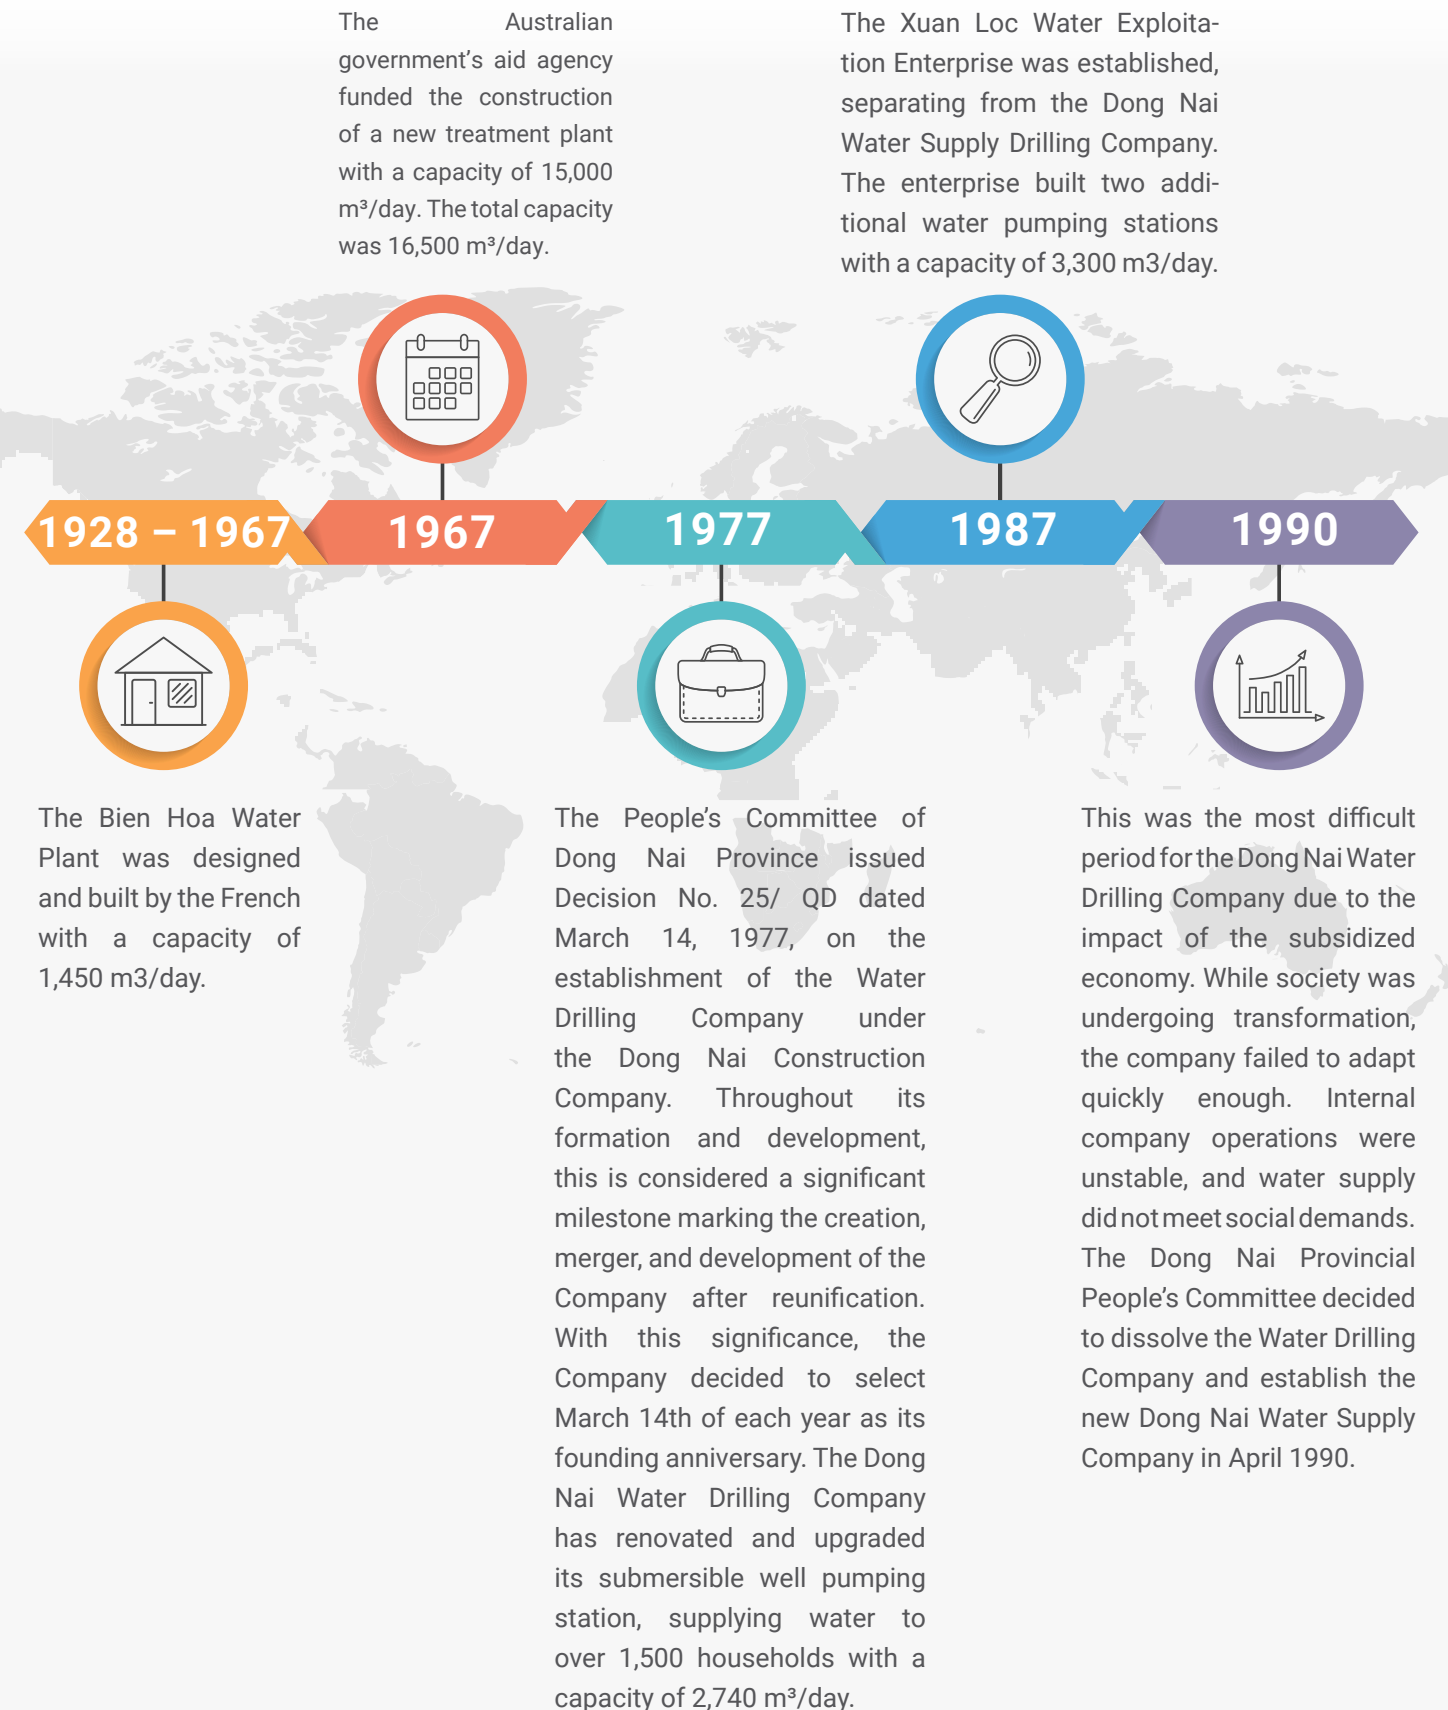 The Australian
government's aid agency
funded the construction
of a new treatment plant
with a capacity of 15,000
m³/day. The total capacity
was 16,500 m³/day.
The Xuan Loc Water Exploita-
tion Enterprise was established,
separating from the Dong Nai
Water Supply Drilling Company.
The enterprise built two addi-
tional water pumping stations
with a capacity of 3,300 m3/day.
1928 – 1967
1967
1977
1987
1990
The Bien Hoa Water
Plant was designed
and built by the French
with a capacity of
1,450 m3/day.
The People's Committee of
Dong Nai Province issued
Decision No. 25/ QD dated
March 14, 1977, on the
establishment of the Water
Drilling Company under
the Dong Nai Construction
Company. Throughout its
formation and development,
this is considered a significant
milestone marking the creation,
merger, and development of the
Company after reunification.
With this significance, the
Company decided to select
March 14th of each year as its
founding anniversary. The Dong
Nai Water Drilling Company
has renovated and upgraded
its submersible well pumping
station, supplying water to
over 1,500 households with a
capacity of 2,740 m³/day.
This was the most difficult
period for the Dong Nai Water
Drilling Company due to the
impact of the subsidized
economy. While society was
undergoing transformation,
the company failed to adapt
quickly enough. Internal
company operations were
unstable, and water supply
did not meet social demands.
The Dong Nai Provincial
People's Committee decided
to dissolve the Water Drilling
Company and establish the
new Dong Nai Water Supply
Company in April 1990.